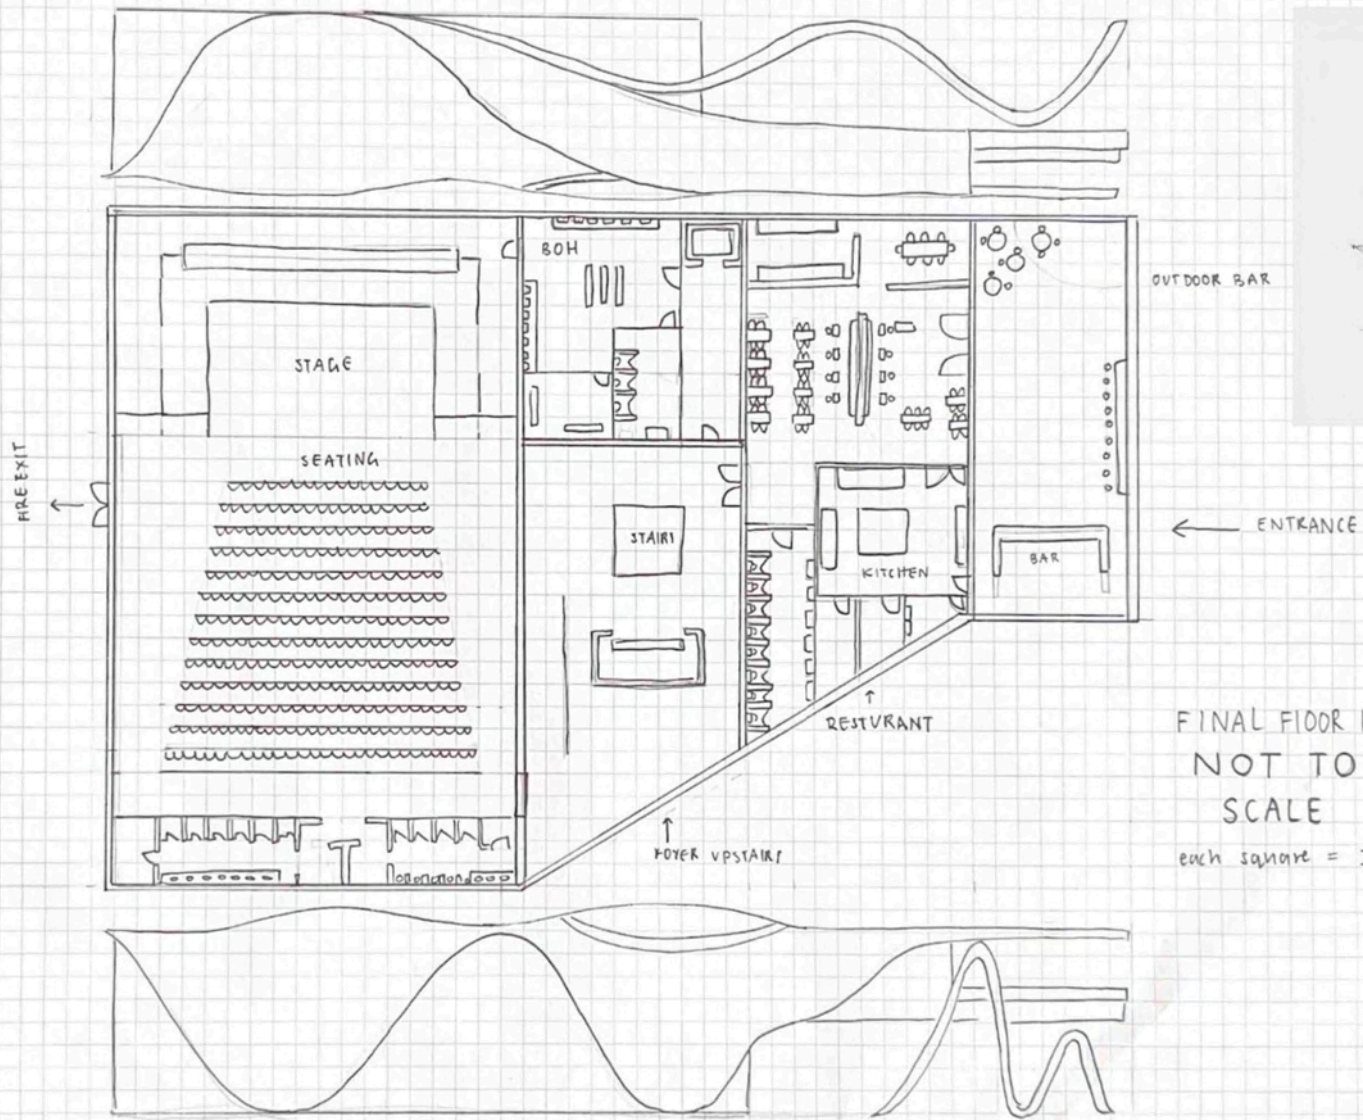 BOH
OUTDOOR BAR
STAGE
SEATING
FIRE EXIT
ENTRANCE
STAIRS
BAR
KITCHEN
RESTURANT
FINAL FLOOR
NOT TO
SCALE
FOYER UPSTAIRS
each square =